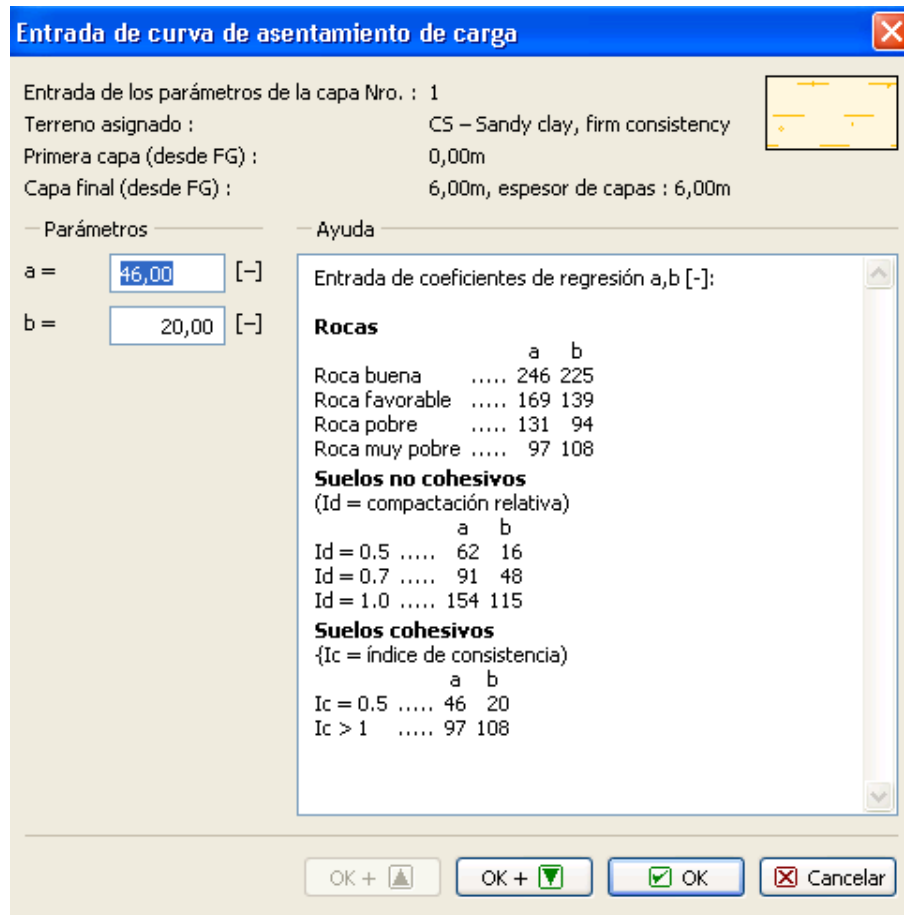 Entrada de curva de asentamiento de carga
Entrada de los parámetros de la capa Nro. : 1
Terreno asignado : CS – Sandy clay, firm consistency
Primera capa (desde FG) : 0,00m
Capa final (desde FG) : 6,00m, espesor de capas : 6,00m
Parámetros
a = 46,00 [–]
b = 20,00 [–]
Ayuda
Entrada de coeficientes de regresión a,b [-]:
Rocas
a b
Roca buena ..... 246 225
Roca favorable ..... 169 139
Roca pobre ..... 131 94
Roca muy pobre ..... 97 108
Suelos no cohesivos
(Id = compactación relativa)
a b
Id = 0.5 ..... 62 16
Id = 0.7 ..... 91 48
Id = 1.0 ..... 154 115
Suelos cohesivos
{Ic = índice de consistencia)
a b
Ic = 0.5 ..... 46 20
Ic > 1 ..... 97 108
OK + OK + OK Cancelar